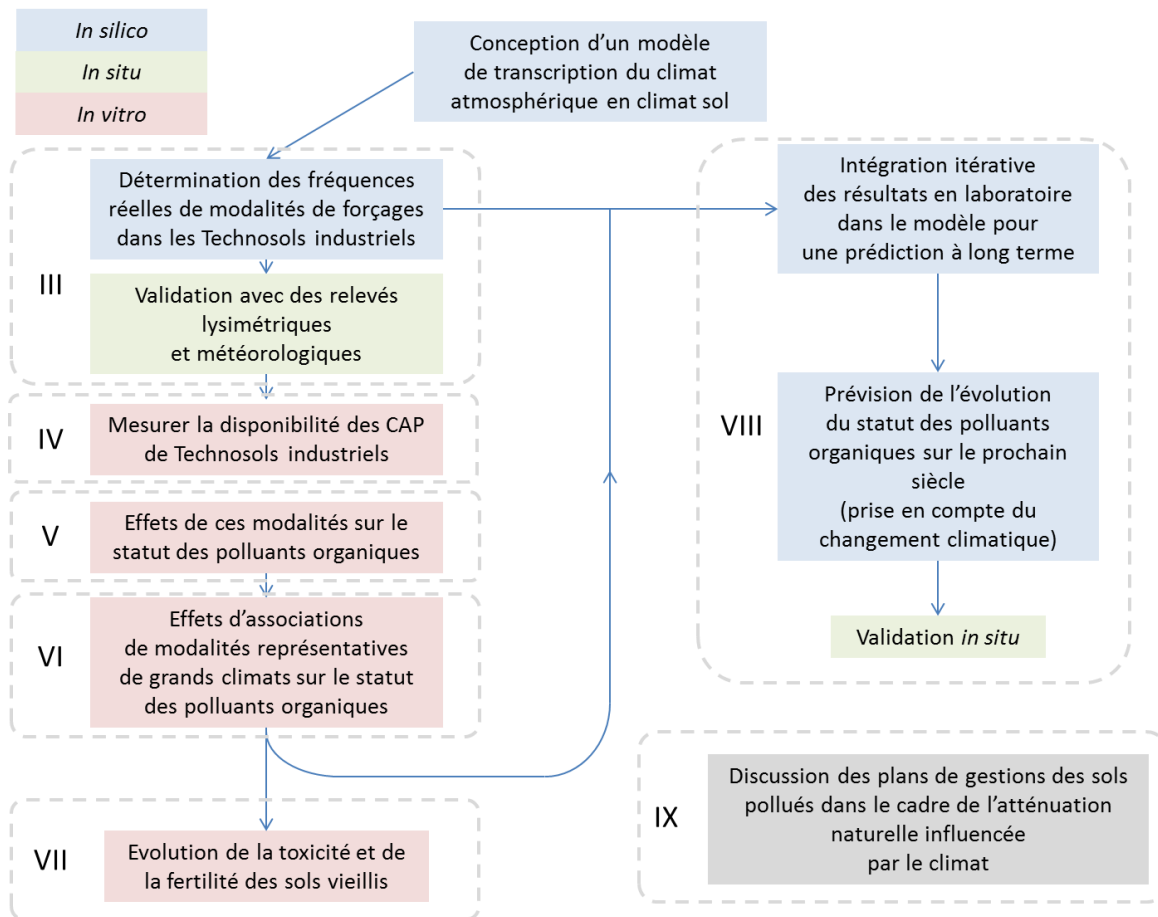 In silico
In situ
In vitro
Conception d’un modèle
de transcription du climat
atmosphérique en climat sol
III
Détermination des fréquences
réelles de modalités de forçages
dans les Technosols industriels
Validation avec des relevés
lysimétriques
et météorologiques
IV
Mesurer la disponibilité des CAP
de Technosols industriels
V
Effets de ces modalités sur le
statut des polluants organiques
VI
Effets d’associations
de modalités représentatives
de grands climats sur le statut
des polluants organiques
VII
Evolution de la toxicité et de
la fertilité des sols vieillis
VIII
Intégration itérative
des résultats en laboratoire
dans le modèle pour
une prédiction à long terme
Prévision de l’évolution
du statut des polluants
organiques sur le prochain
siècle
(prise en compte du
changement climatique)
Validation in situ
IX
Discussion des plans de gestions des sols
pollués dans le cadre de l’atténuation
naturelle influencée
par le climat